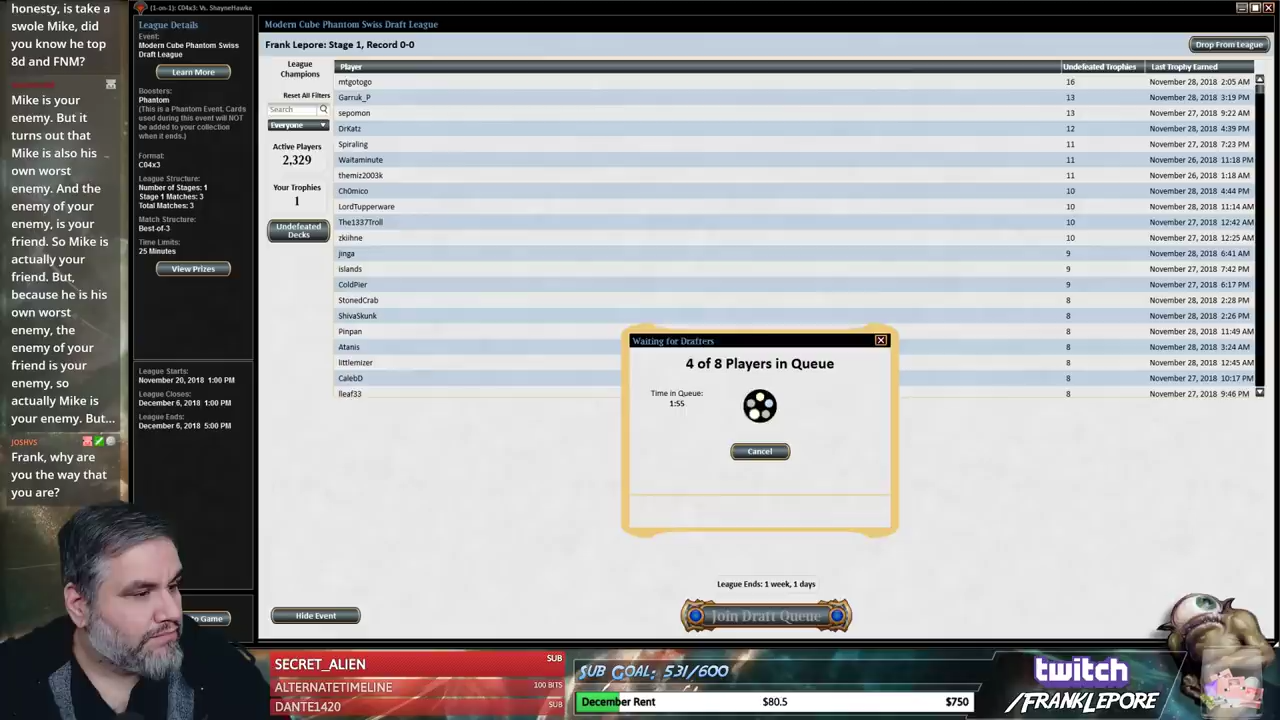 honesty, is take a
swole Mike, did
you know he top
8d and FNM?
Mike is your
enemy. But it
turns out that
Mike is also his
own worst
enemy. And the
enemy of your
enemy, is your
friend. So Mike is
actually your
friend. But,
because he is his
own worst
enemy, the
enemy of your
friend is your
enemy, so
actually Mike is
your enemy. But...
JOSHVS
Frank, why are
you the way that
you are?
(1-on-1): C04x3: Vs. ShayneHawke
League Details
Event:
Modern Cube Phantom Swiss
Draft League
Learn More
Boosters:
Phantom
(This is a Phantom Event. Cards
used during this event will NOT
be added to your collection
when it ends.)
Format:
C04x3
League Structure:
Number of Stages: 1
Stage 1 Matches: 3
Total Matches: 3
Match Structure:
Best-of-3
Time Limits:
25 Minutes
View Prizes
League Starts:
November 20, 2018 1:00 PM
League Closes:
December 6, 2018 1:00 PM
League Ends:
December 6, 2018 5:00 PM
to Game
Modern Cube Phantom Swiss Draft League
Frank Lepore: Stage 1, Record 0-0
Drop From League
League
Champions
Reset All Filters
Search
Everyone
Active Players
2,329
Your Trophies
1
Undefeated
Decks
Player Undefeated Trophies Last Trophy Earned
mtgotogo 16 November 28, 2018 2:05 AM
Garruk_P 13 November 28, 2018 3:19 PM
sepomon 13 November 28, 2018 9:22 AM
DrKatz 12 November 28, 2018 4:39 PM
Spiraling 11 November 27, 2018 7:23 PM
Waitaminute 11 November 26, 2018 11:18 PM
themiz2003k 11 November 26, 2018 1:18 AM
Ch0mico 10 November 28, 2018 4:44 PM
LordTupperware 10 November 28, 2018 11:14 AM
The1337Troll 10 November 27, 2018 12:42 AM
zkiihne 10 November 27, 2018 12:25 AM
jinga 9 November 28, 2018 6:41 AM
islands 9 November 27, 2018 7:42 PM
ColdPier 9 November 27, 2018 6:17 PM
StonedCrab 8 November 28, 2018 2:28 PM
ShivaSkunk 8 November 28, 2018 2:26 PM
Pinpan 8 November 28, 2018 11:49 AM
Atanis 8 November 28, 2018 3:24 AM
littlemizer 8 November 28, 2018 12:45 AM
CalebD 8 November 27, 2018 10:17 PM
lleaf33 8 November 27, 2018 9:46 PM
Waiting for Drafters
4 of 8 Players in Queue
Time in Queue:
1:55
Cancel
League Ends: 1 week, 1 days
Hide Event
Join Draft Queue
SECRET_ALIEN SUB
ALTERNATETIMELINE 100 BITS
DANTE1420 SUB
SUB GOAL: 531/600
December Rent $80.5 $750
twitch
/FRANKLEPORE